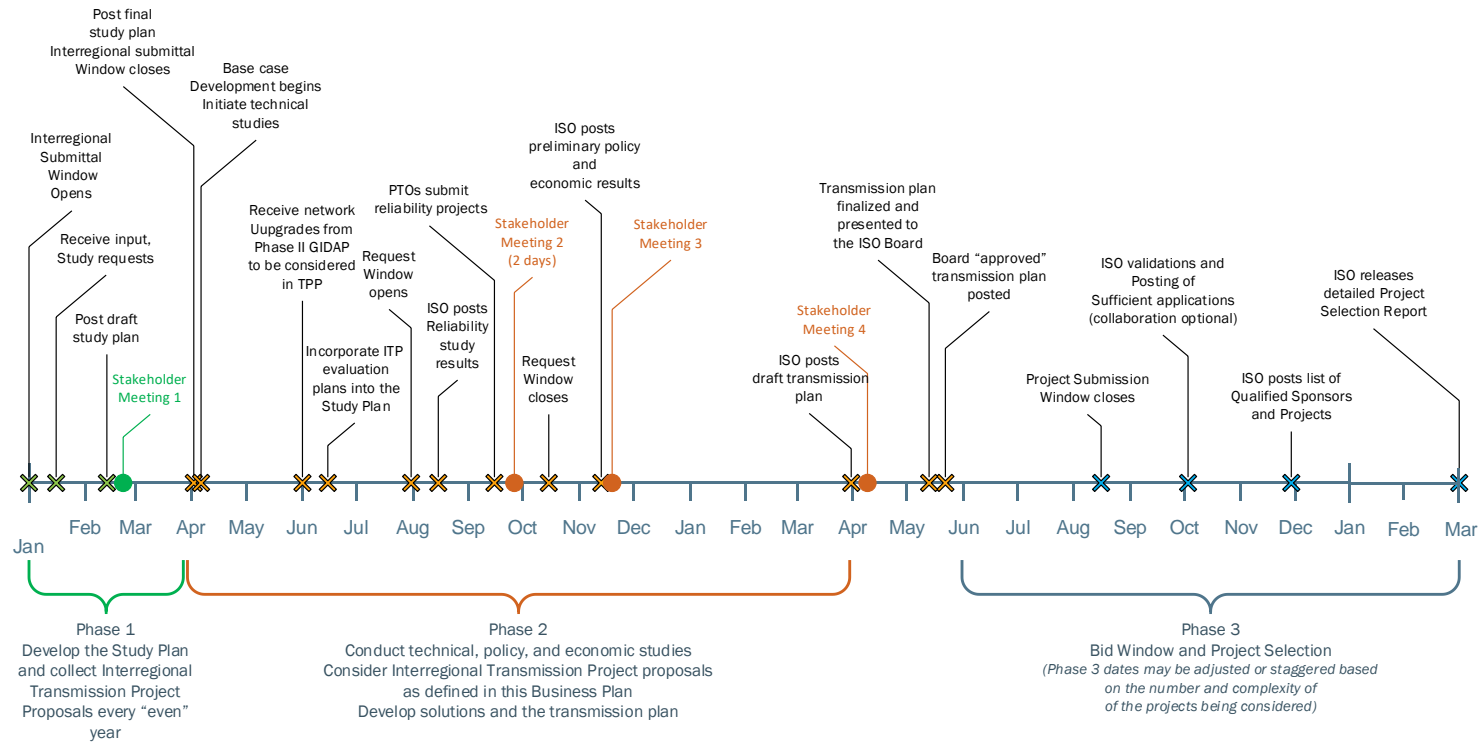 Post final
study plan
Interregional submittal
Window closes
Base case
Development begins
Initiate technical
studies
Interregional
Submittal
Window
Opens
Receive input,
Study requests
Post draft
study plan
Stakeholder
Meeting 1
Receive network
Uupgrades from
Phase II GIDAP
to be considered
in TPP
Incorporate ITP
evaluation
plans into the
Study Plan
Request
Window
opens
PTOs submit
reliability projects
ISO posts
Reliability
study
results
Stakeholder
Meeting 2
(2 days)
Request
Window
closes
ISO posts
preliminary policy
and
economic results
Stakeholder
Meeting 3
Stakeholder
Meeting 4
ISO posts
draft transmission
plan
Transmission plan
finalized and
presented to
the ISO Board
Board “approved”
transmission plan
posted
Project Submission
Window closes
ISO validations and
Posting of
Sufficient applications
(collaboration optional)
ISO posts list of
Qualified Sponsors
and Projects
ISO releases
detailed Project
Selection Report
Jan Feb Mar Apr May Jun Jul Aug Sep Oct Nov Dec Jan Feb Mar Apr May Jun Jul Aug Sep Oct Nov Dec Jan Feb Mar
Phase 1
Develop the Study Plan
and collect Interregional
Transmission Project
Proposals every “even”
year
Phase 2
Conduct technical, policy, and economic studies
Consider Interregional Transmission Project proposals
as defined in this Business Plan
Develop solutions and the transmission plan
Phase 3
Bid Window and Project Selection
(Phase 3 dates may be adjusted or staggered based
on the number and complexity of
of the projects being considered)